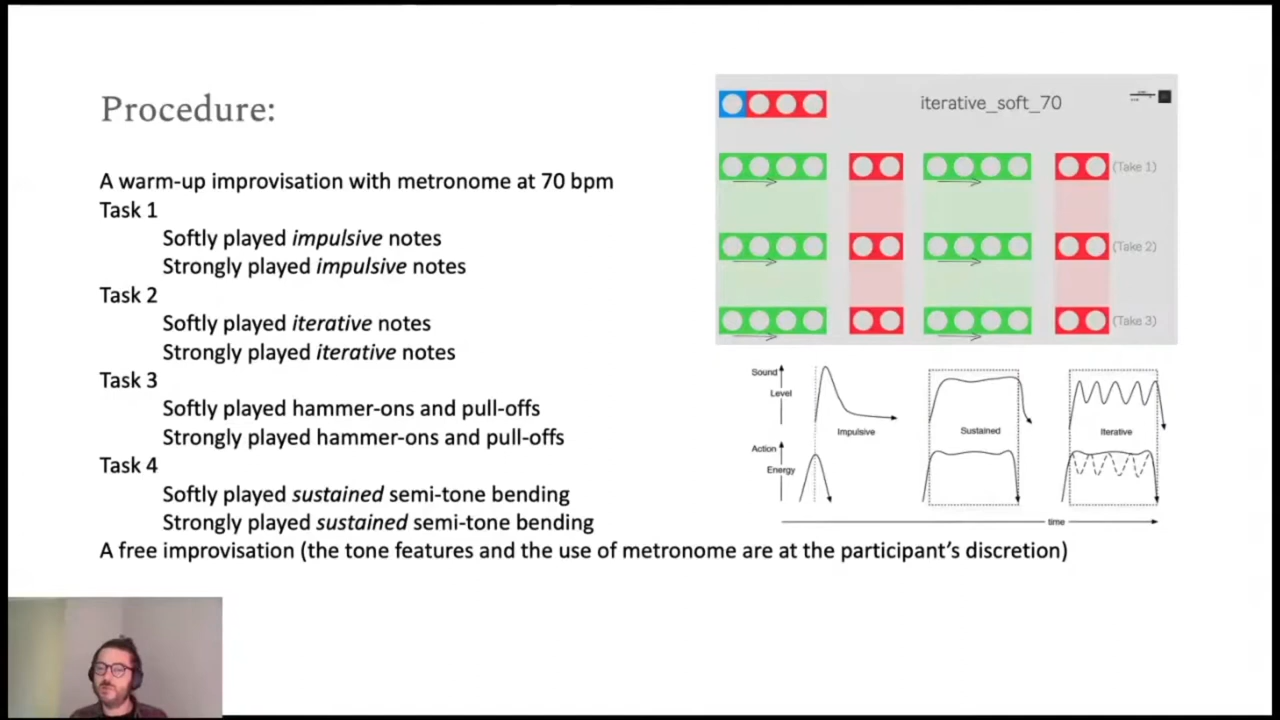 Procedure:
A warm-up improvisation with metronome at 70 bpm
Task 1
Softly played impulsive notes
Strongly played impulsive notes
Task 2
Softly played iterative notes
Strongly played iterative notes
Task 3
Softly played hammer-ons and pull-offs
Strongly played hammer-ons and pull-offs
Task 4
Softly played sustained semi-tone bending
Strongly played sustained semi-tone bending
A free improvisation (the tone features and the use of metronome are at the participant's discretion)
iterative_soft_70
(Take 1)
(Take 2)
(Take 3)
Sound
Level
Impulsive
Sustained
Iterative
Action
Energy
time